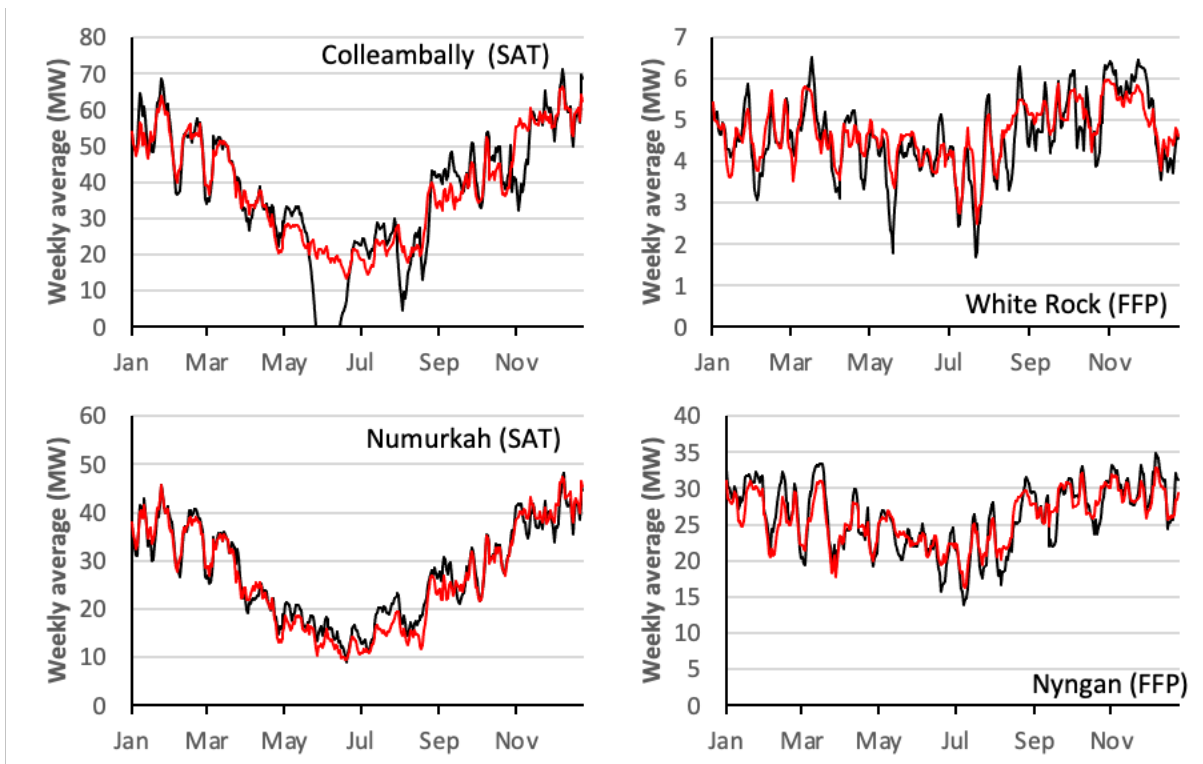 Colleambally (SAT)
Weekly average (MW)
80
70
60
50
40
30
20
10
0
Jan Mar May Jul Sep Nov
White Rock (FFP)
Weekly average (MW)
7
6
5
4
3
2
1
0
Jan Mar May Jul Sep Nov
Numurkah (SAT)
Weekly average (MW)
60
50
40
30
20
10
0
Jan Mar May Jul Sep Nov
Nyngan (FFP)
Weekly average (MW)
40
35
30
25
20
15
10
5
0
Jan Mar May Jul Sep Nov